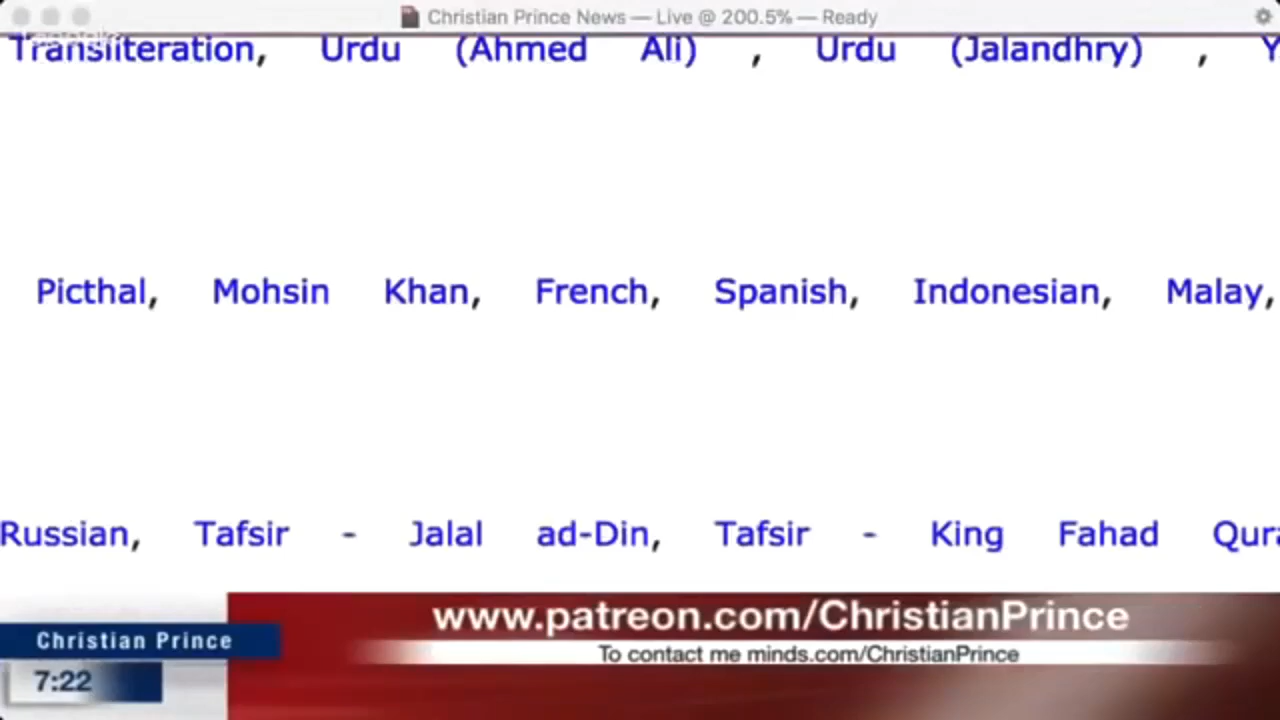 Christian Prince News — Live @ 200.5% — Ready
Transliteration, Urdu (Ahmed Ali) , Urdu (Jalandhry) ,
Picthal, Mohsin Khan, French, Spanish, Indonesian, Malay,
Russian, Tafsir - Jalal ad-Din, Tafsir - King Fahad
www.patreon.com/ChristianPrince
Christian Prince
To contact me minds.com/ChristianPrince
7:22